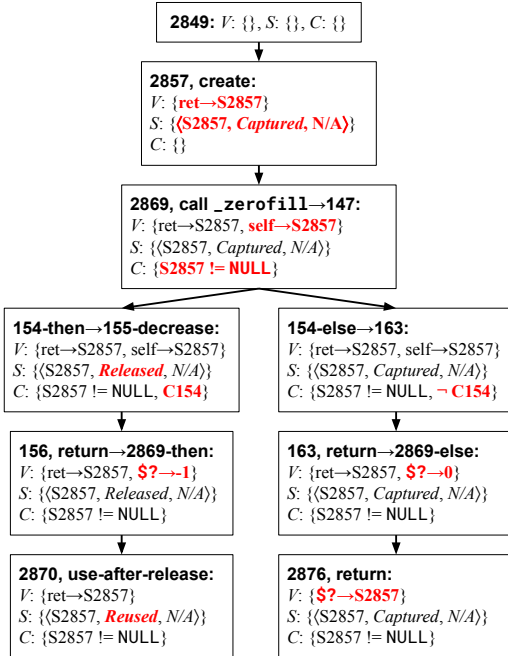 2849: V: {}, S: {}, C: {}
2857, create:
V: {ret→S2857}
S: {⟨S2857, Captured, N/A⟩}
C: {}
2869, call _zerofill→147:
V: {ret→S2857, self→S2857}
S: {⟨S2857, Captured, N/A⟩}
C: {S2857 != NULL}
154-then→155-decrease:
V: {ret→S2857, self→S2857}
S: {⟨S2857, Released, N/A⟩}
C: {S2857 != NULL, C154}
154-else→163:
V: {ret→S2857, self→S2857}
S: {⟨S2857, Captured, N/A⟩}
C: {S2857 != NULL, ¬ C154}
156, return→2869-then:
V: {ret→S2857, $?→-1}
S: {⟨S2857, Released, N/A⟩}
C: {S2857 != NULL}
163, return→2869-else:
V: {ret→S2857, $?→0}
S: {⟨S2857, Captured, N/A⟩}
C: {S2857 != NULL}
2870, use-after-release:
V: {ret→S2857}
S: {⟨S2857, Reused, N/A⟩}
C: {S2857 != NULL}
2876, return:
V: {$?→S2857}
S: {⟨S2857, Captured, N/A⟩}
C: {S2857 != NULL}